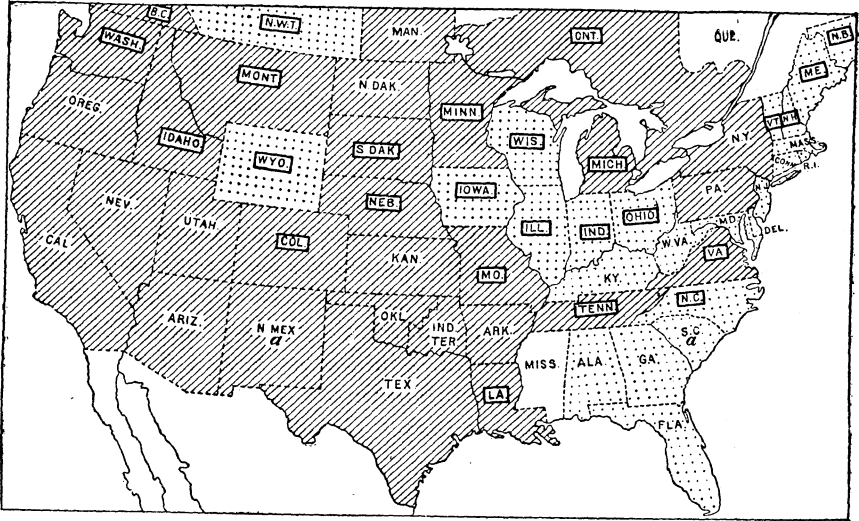 B.C.
N.W.T.
MAN.
ONT.
QUE.
N.B.
WASH.
MONT
N DAK.
MINN
ME.
OREG.
IDAHO.
WYO.
S DAK
WIS.
MICH
N.Y.
VT.
N.H.
MASS.
CONN
R.I.
NEB.
IOWA
PA.
N.J.
NEV.
UTAH
COL.
ILL.
IND.
OHIO
MD.
DEL.
CAL
KAN.
MO.
W.VA.
VA
KY.
ARIZ.
N MEX
a
OKL.
IND.
TER
ARK.
TENN
N.C.
S.C.
a
TEX
LA
MISS.
ALA.
GA.
FLA.